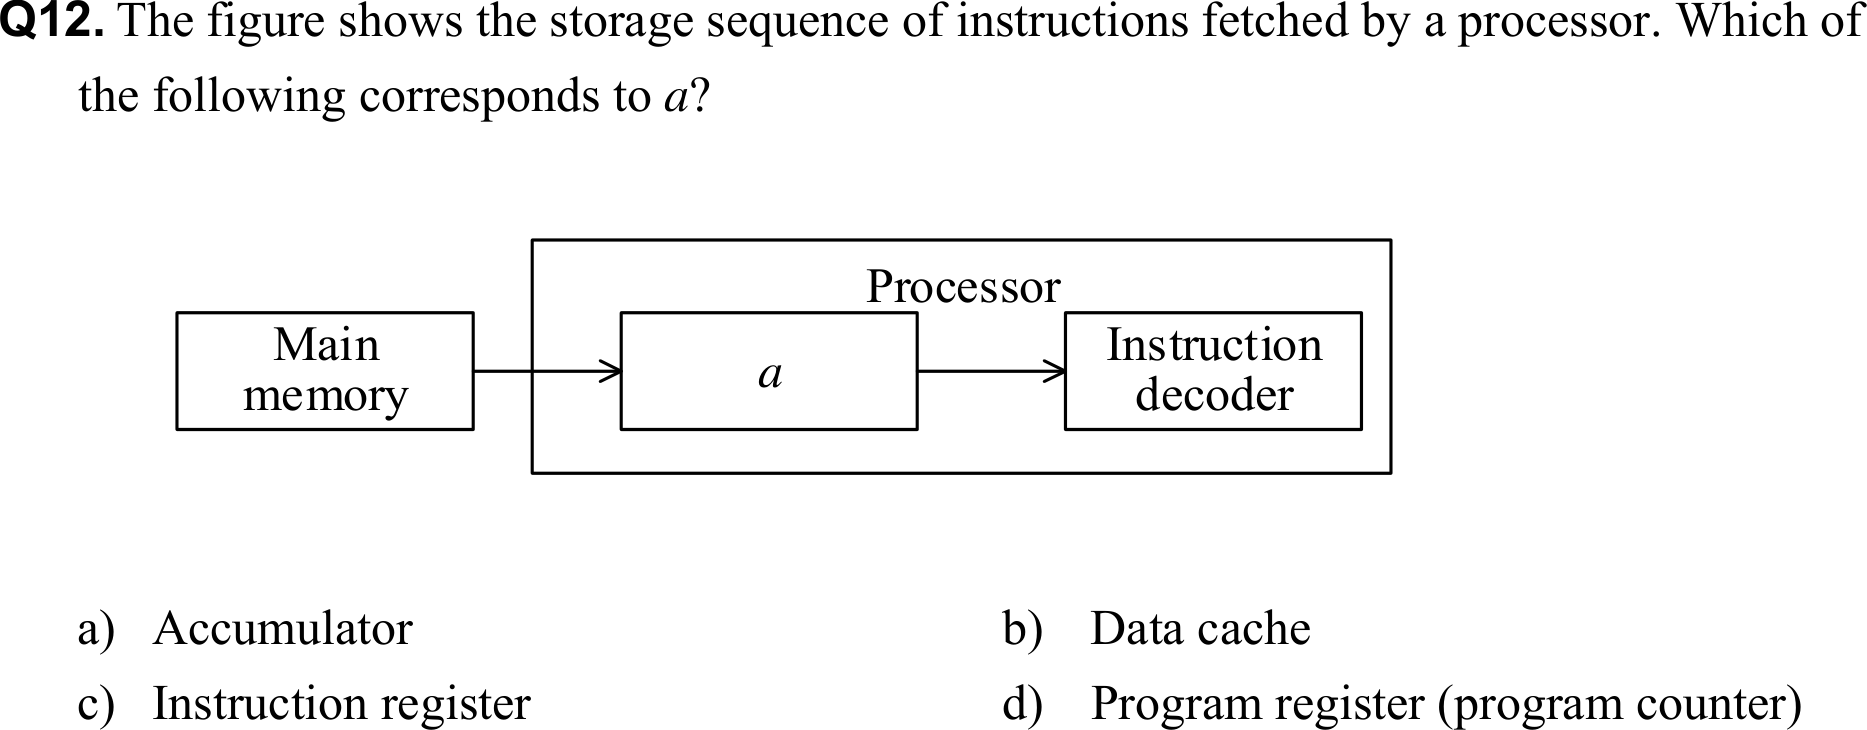 Q12. The figure shows the storage sequence of instructions fetched by a processor. Which of
the following corresponds to a?
Processor
Main
memory
a
Instruction
decoder
a) Accumulator
b) Data cache
c) Instruction register
d) Program register (program counter)